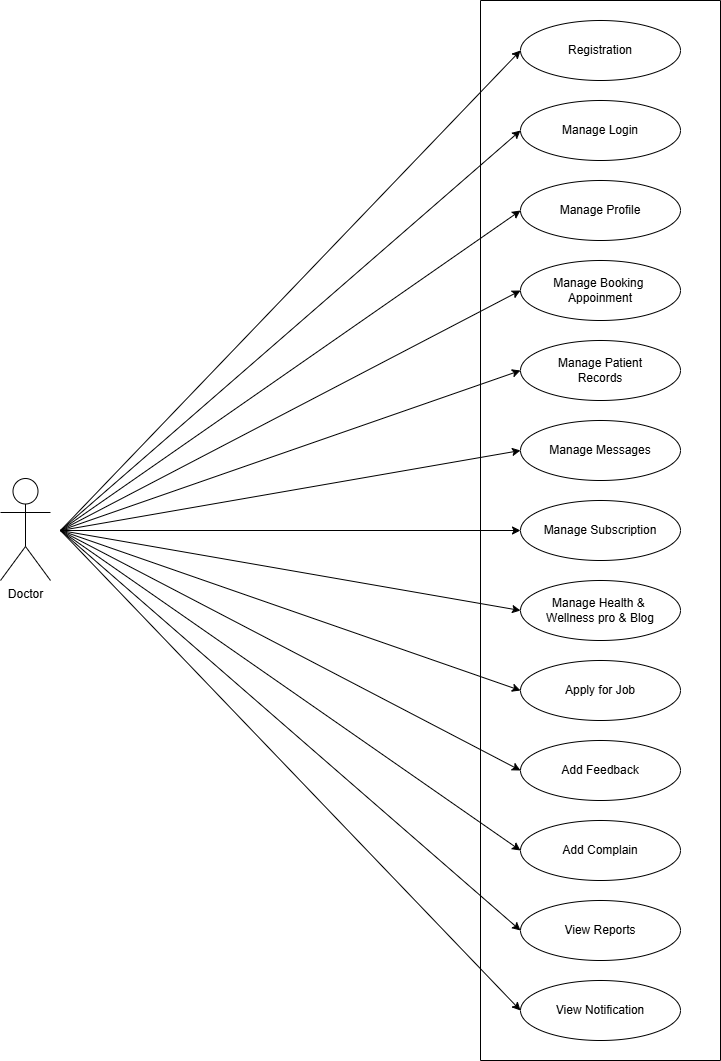 Registration
Manage Login
Manage Profile
Manage Booking
Appoinment
Manage Patient
Records
Manage Messages
Manage Subscription
Manage Health &
Wellness pro & Blog
Apply for Job
Add Feedback
Add Complain
View Reports
View Notification
Doctor